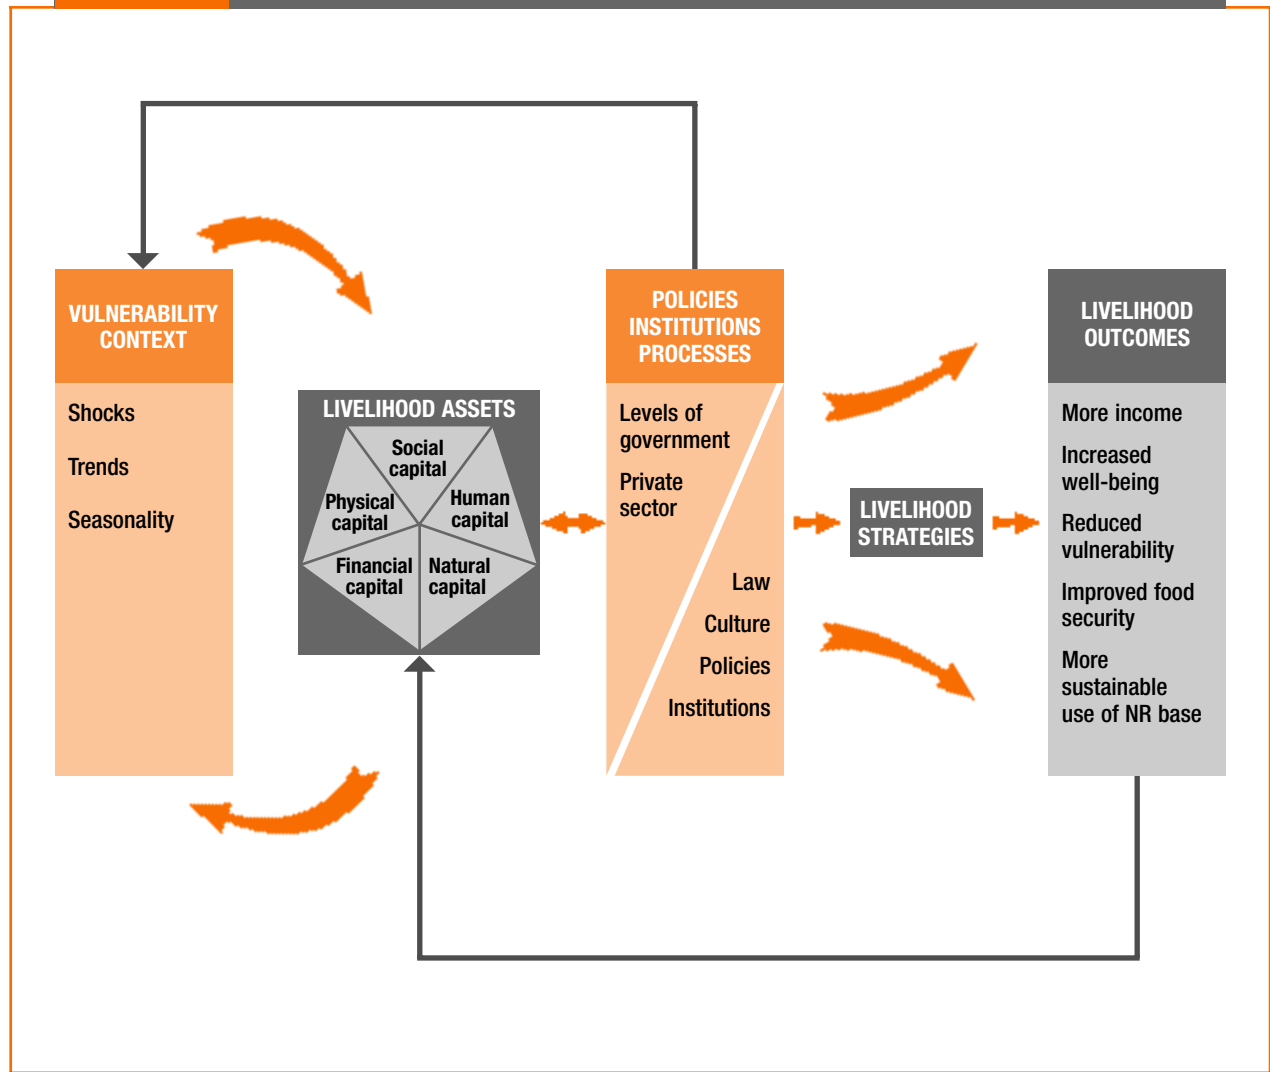 VULNERABILITY
CONTEXT
Shocks
Trends
Seasonality
LIVELIHOOD ASSETS
Social
capital
Physical
capital
Human
capital
Financial
capital
Natural
capital
POLICIES
INSTITUTIONS
PROCESSES
Levels of
government
Private
sector
Law
Culture
Policies
Institutions
LIVELIHOOD
STRATEGIES
LIVELIHOOD
OUTCOMES
More income
Increased
well-being
Reduced
vulnerability
Improved food
security
More
sustainable
use of NR base